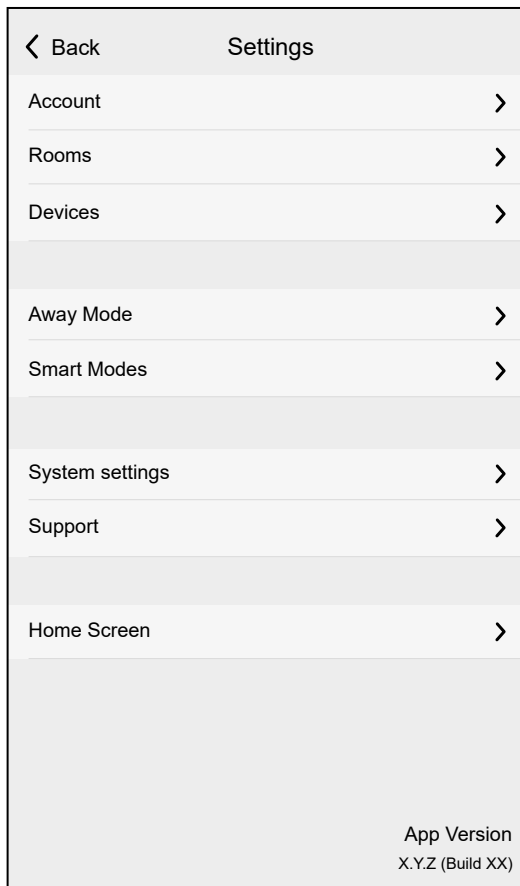 Back Settings
Account
Rooms
Devices
Away Mode
Smart Modes
System settings
Support
Home Screen
App Version
X.Y.Z (Build XX)